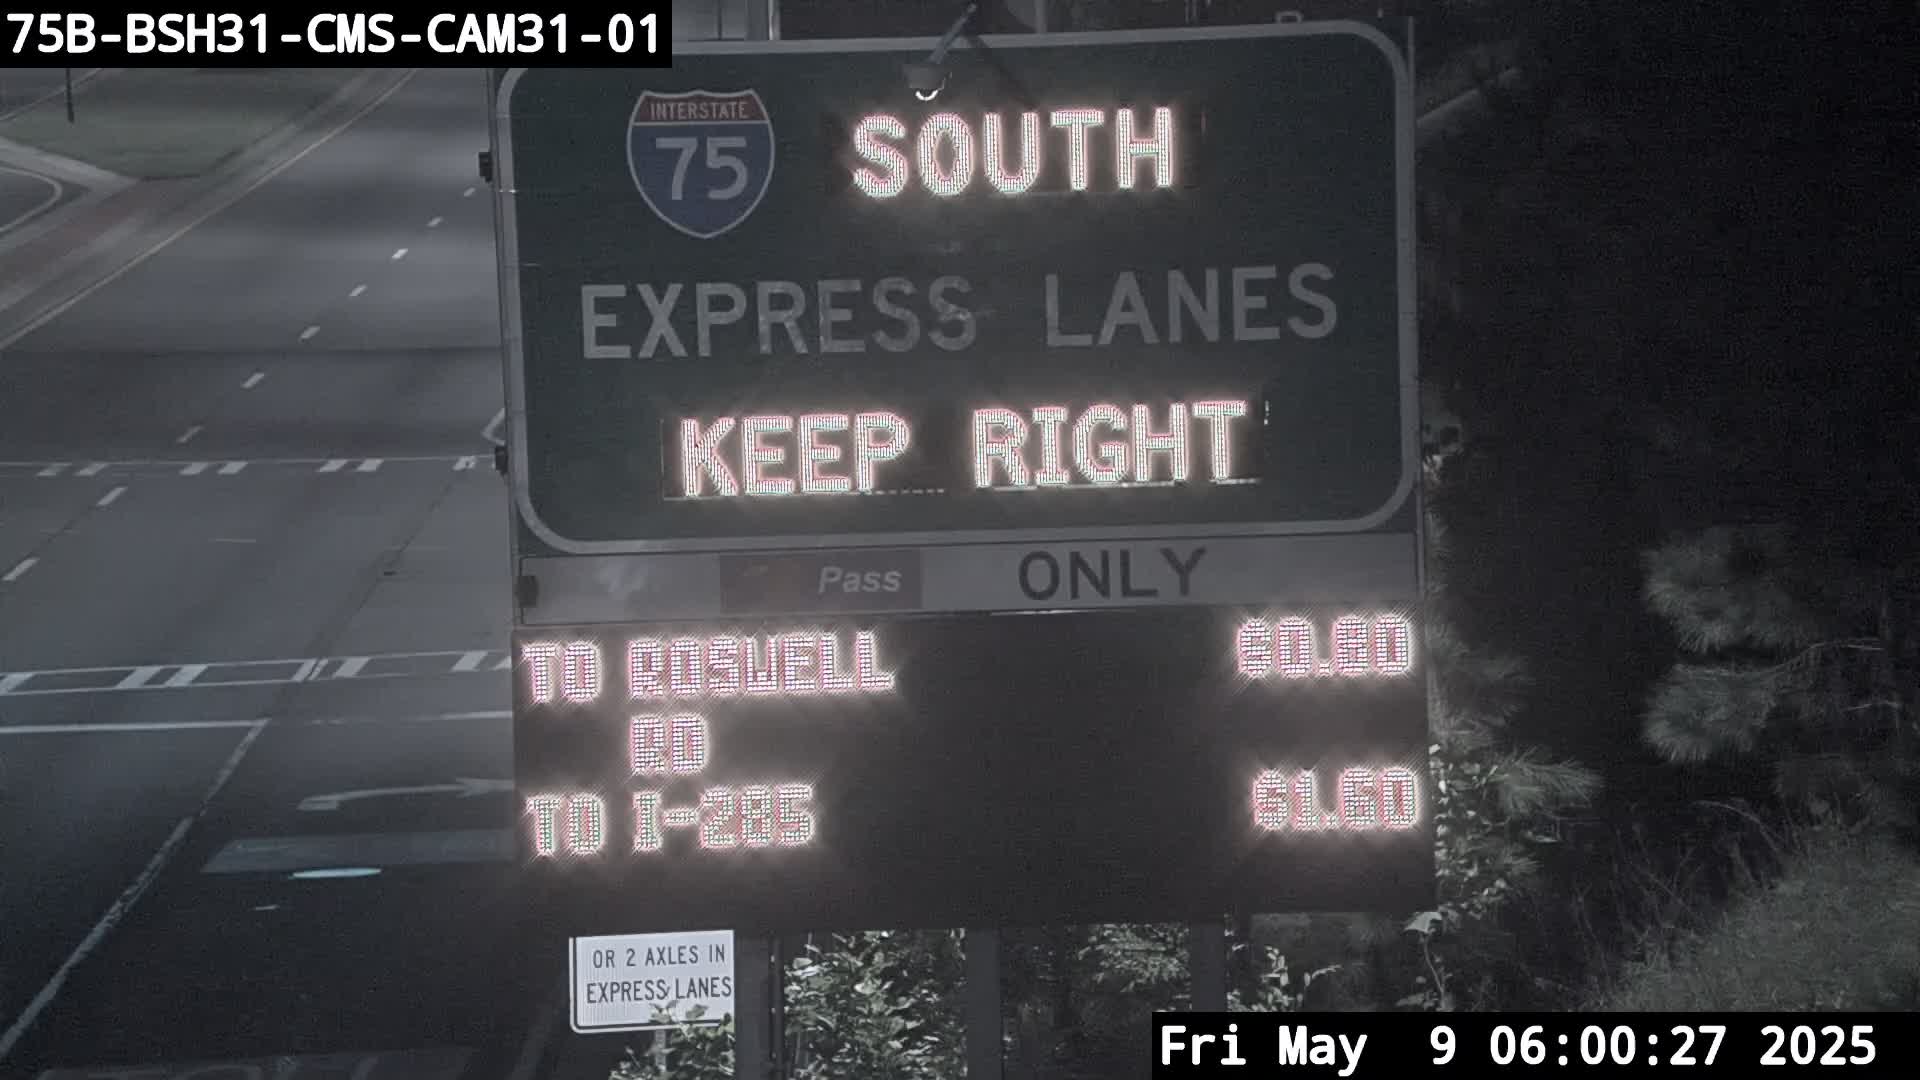 75B-BSH31-CMS-CAM31-01
INTERSTATE
75
SOUTH
EXPRESS LANES
KEEP RIGHT
Pass ONLY
TO ROSWELL $0.80
RD
TO I-285 $1.60
OR 2 AXLES IN
EXPRESS LANES
Fri May 9 06:00:27 2025